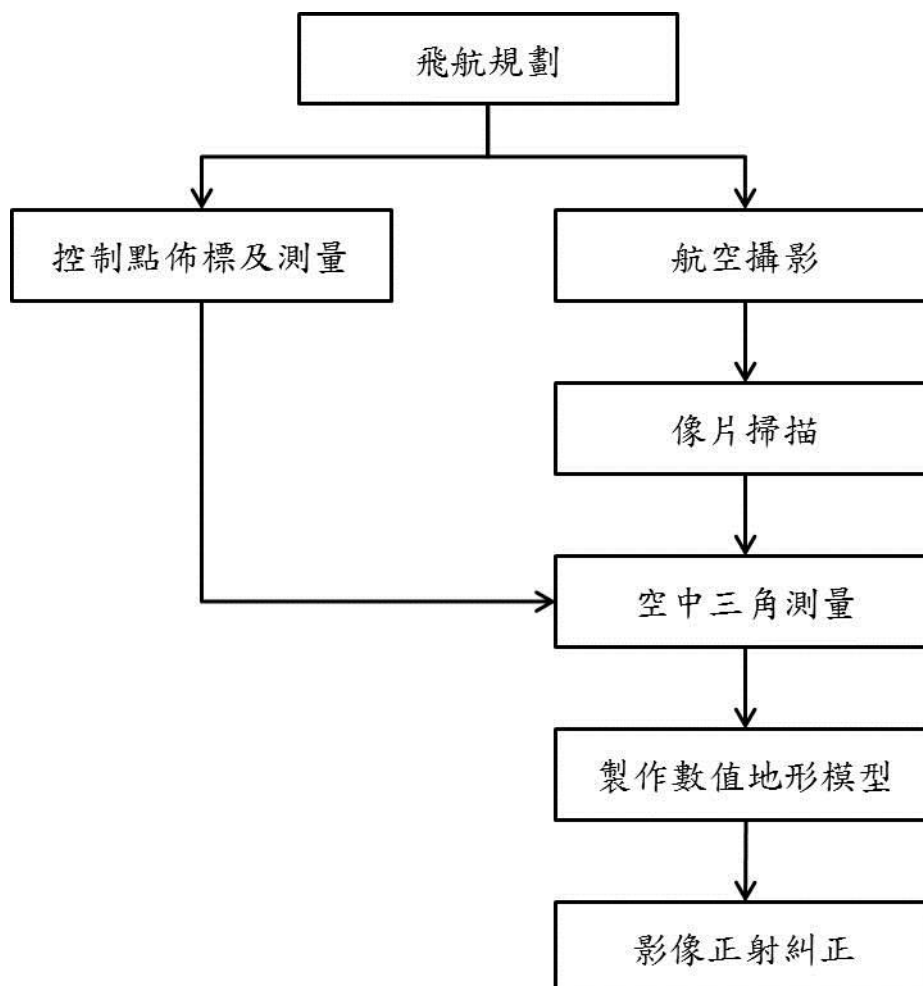 飛航規劃
控制點佈標及測量
航空攝影
像片掃描
空中三角測量
製作數值地形模型
影像正射糾正